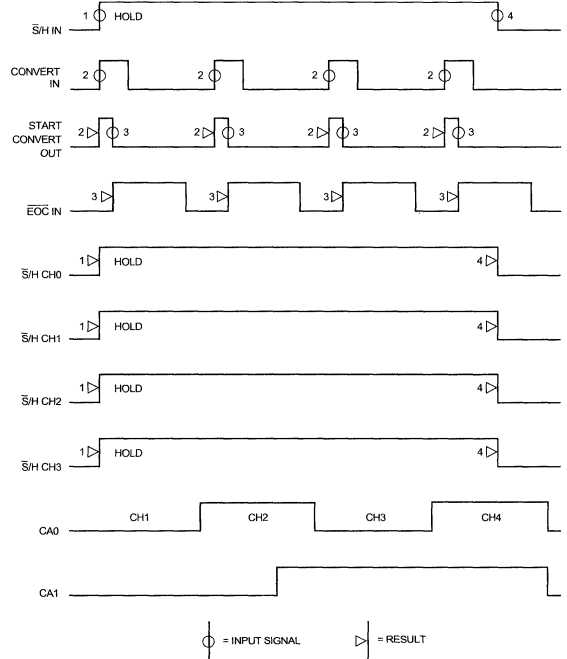 1 HOLD 4
S̅/H IN
CONVERT IN 2 2 2 2
START CONVERT OUT 2 3 2 3 2 3 2 3
E̅O̅C̅ IN 3 3 3 3
S̅/H CH0 1 HOLD 4
S̅/H CH1 1 HOLD 4
S̅/H CH2 1 HOLD 4
S̅/H CH3 1 HOLD 4
CA0 CH1 CH2 CH3 CH4
CA1
= INPUT SIGNAL = RESULT